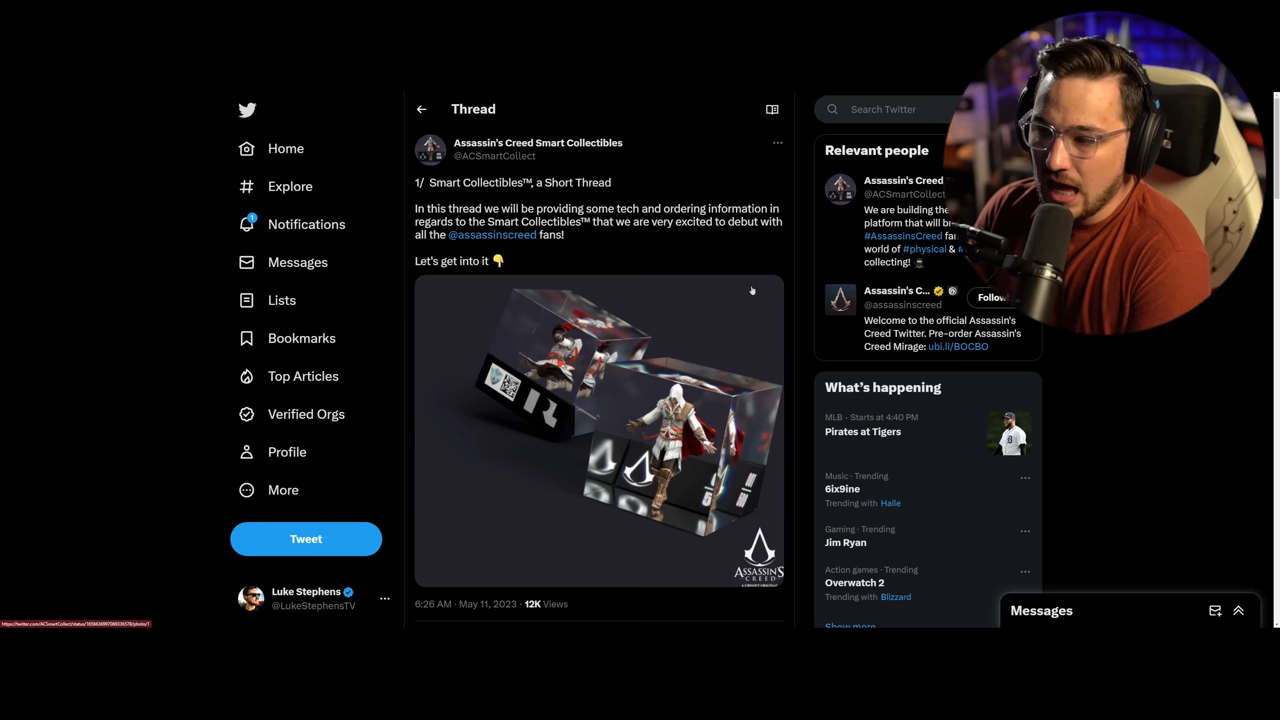 Home
Explore
1
Notifications
Messages
Lists
Bookmarks
Top Articles
Verified Orgs
Profile
More
Tweet
Luke Stephens
@LukeStephensTV
Thread
Assassin's Creed Smart Collectibles
@ACSmartCollect
1/ Smart Collectibles™, a Short Thread
In this thread we will be providing some tech and ordering information in
regards to the Smart Collectibles™ that we are very excited to debut with
all the @assassinscreed fans!
Let's get into it 👇
ASSASSIN'S
CREED
6:26 AM · May 11, 2023 · 12K Views
Search Twitter
Relevant people
Assassin's Creed
@ACSmartCollect
We are building the
platform that will br
#AssassinsCreed fan
world of #physical & #
collecting!
Assassin's C...
@assassinscreed
Follow
Welcome to the official Assassin's
Creed Twitter. Pre-order Assassin's
Creed Mirage: ubi.li/BOCBO
What's happening
MLB · Starts at 4:40 PM
Pirates at Tigers
Music · Trending
6ix9ine
Trending with Halle
Gaming · Trending
Jim Ryan
Action games · Trending
Overwatch 2
Trending with Blizzard
Show more
Messages